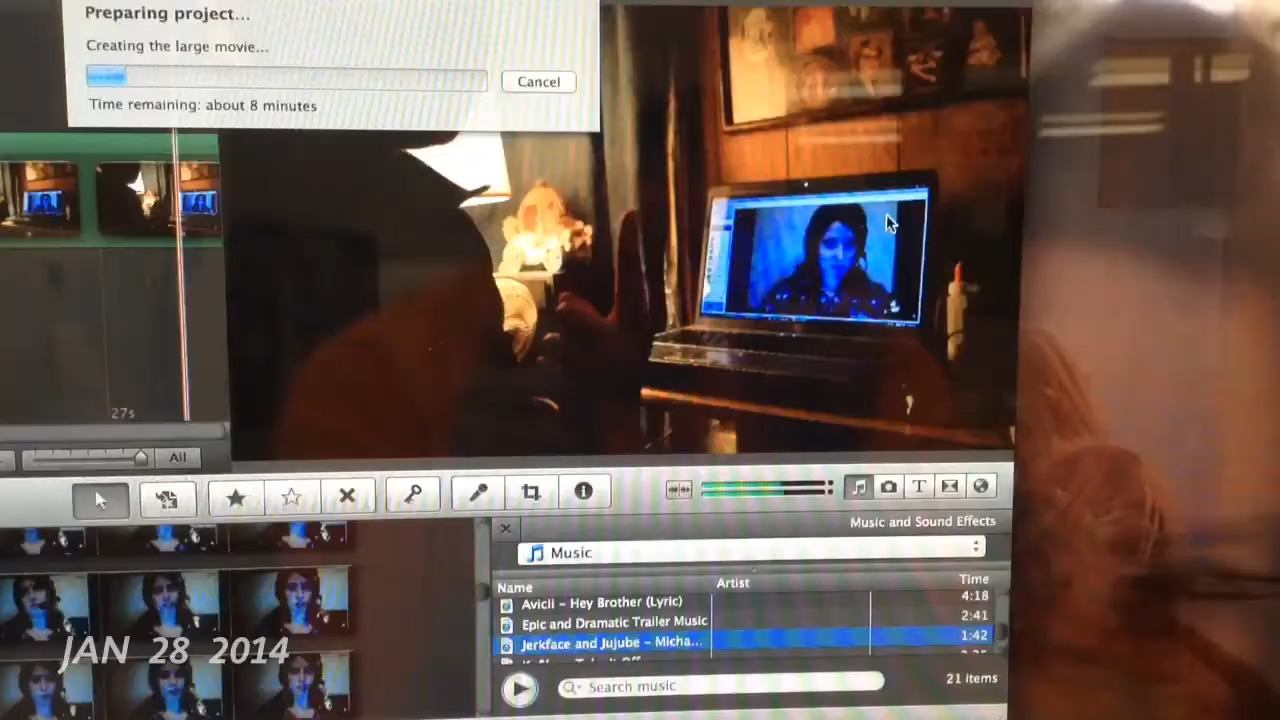 Preparing project...
Creating the large movie...
Cancel
Time remaining: about 8 minutes
27s
All
Music and Sound Effects
Music
Name Artist Time
4:18
Avicii - Hey Brother (Lyric)
Epic and Dramatic Trailer Music 2:41
Jerkface and Jujube - Micha... 1:42
Search music
21 items
JAN 28 2014